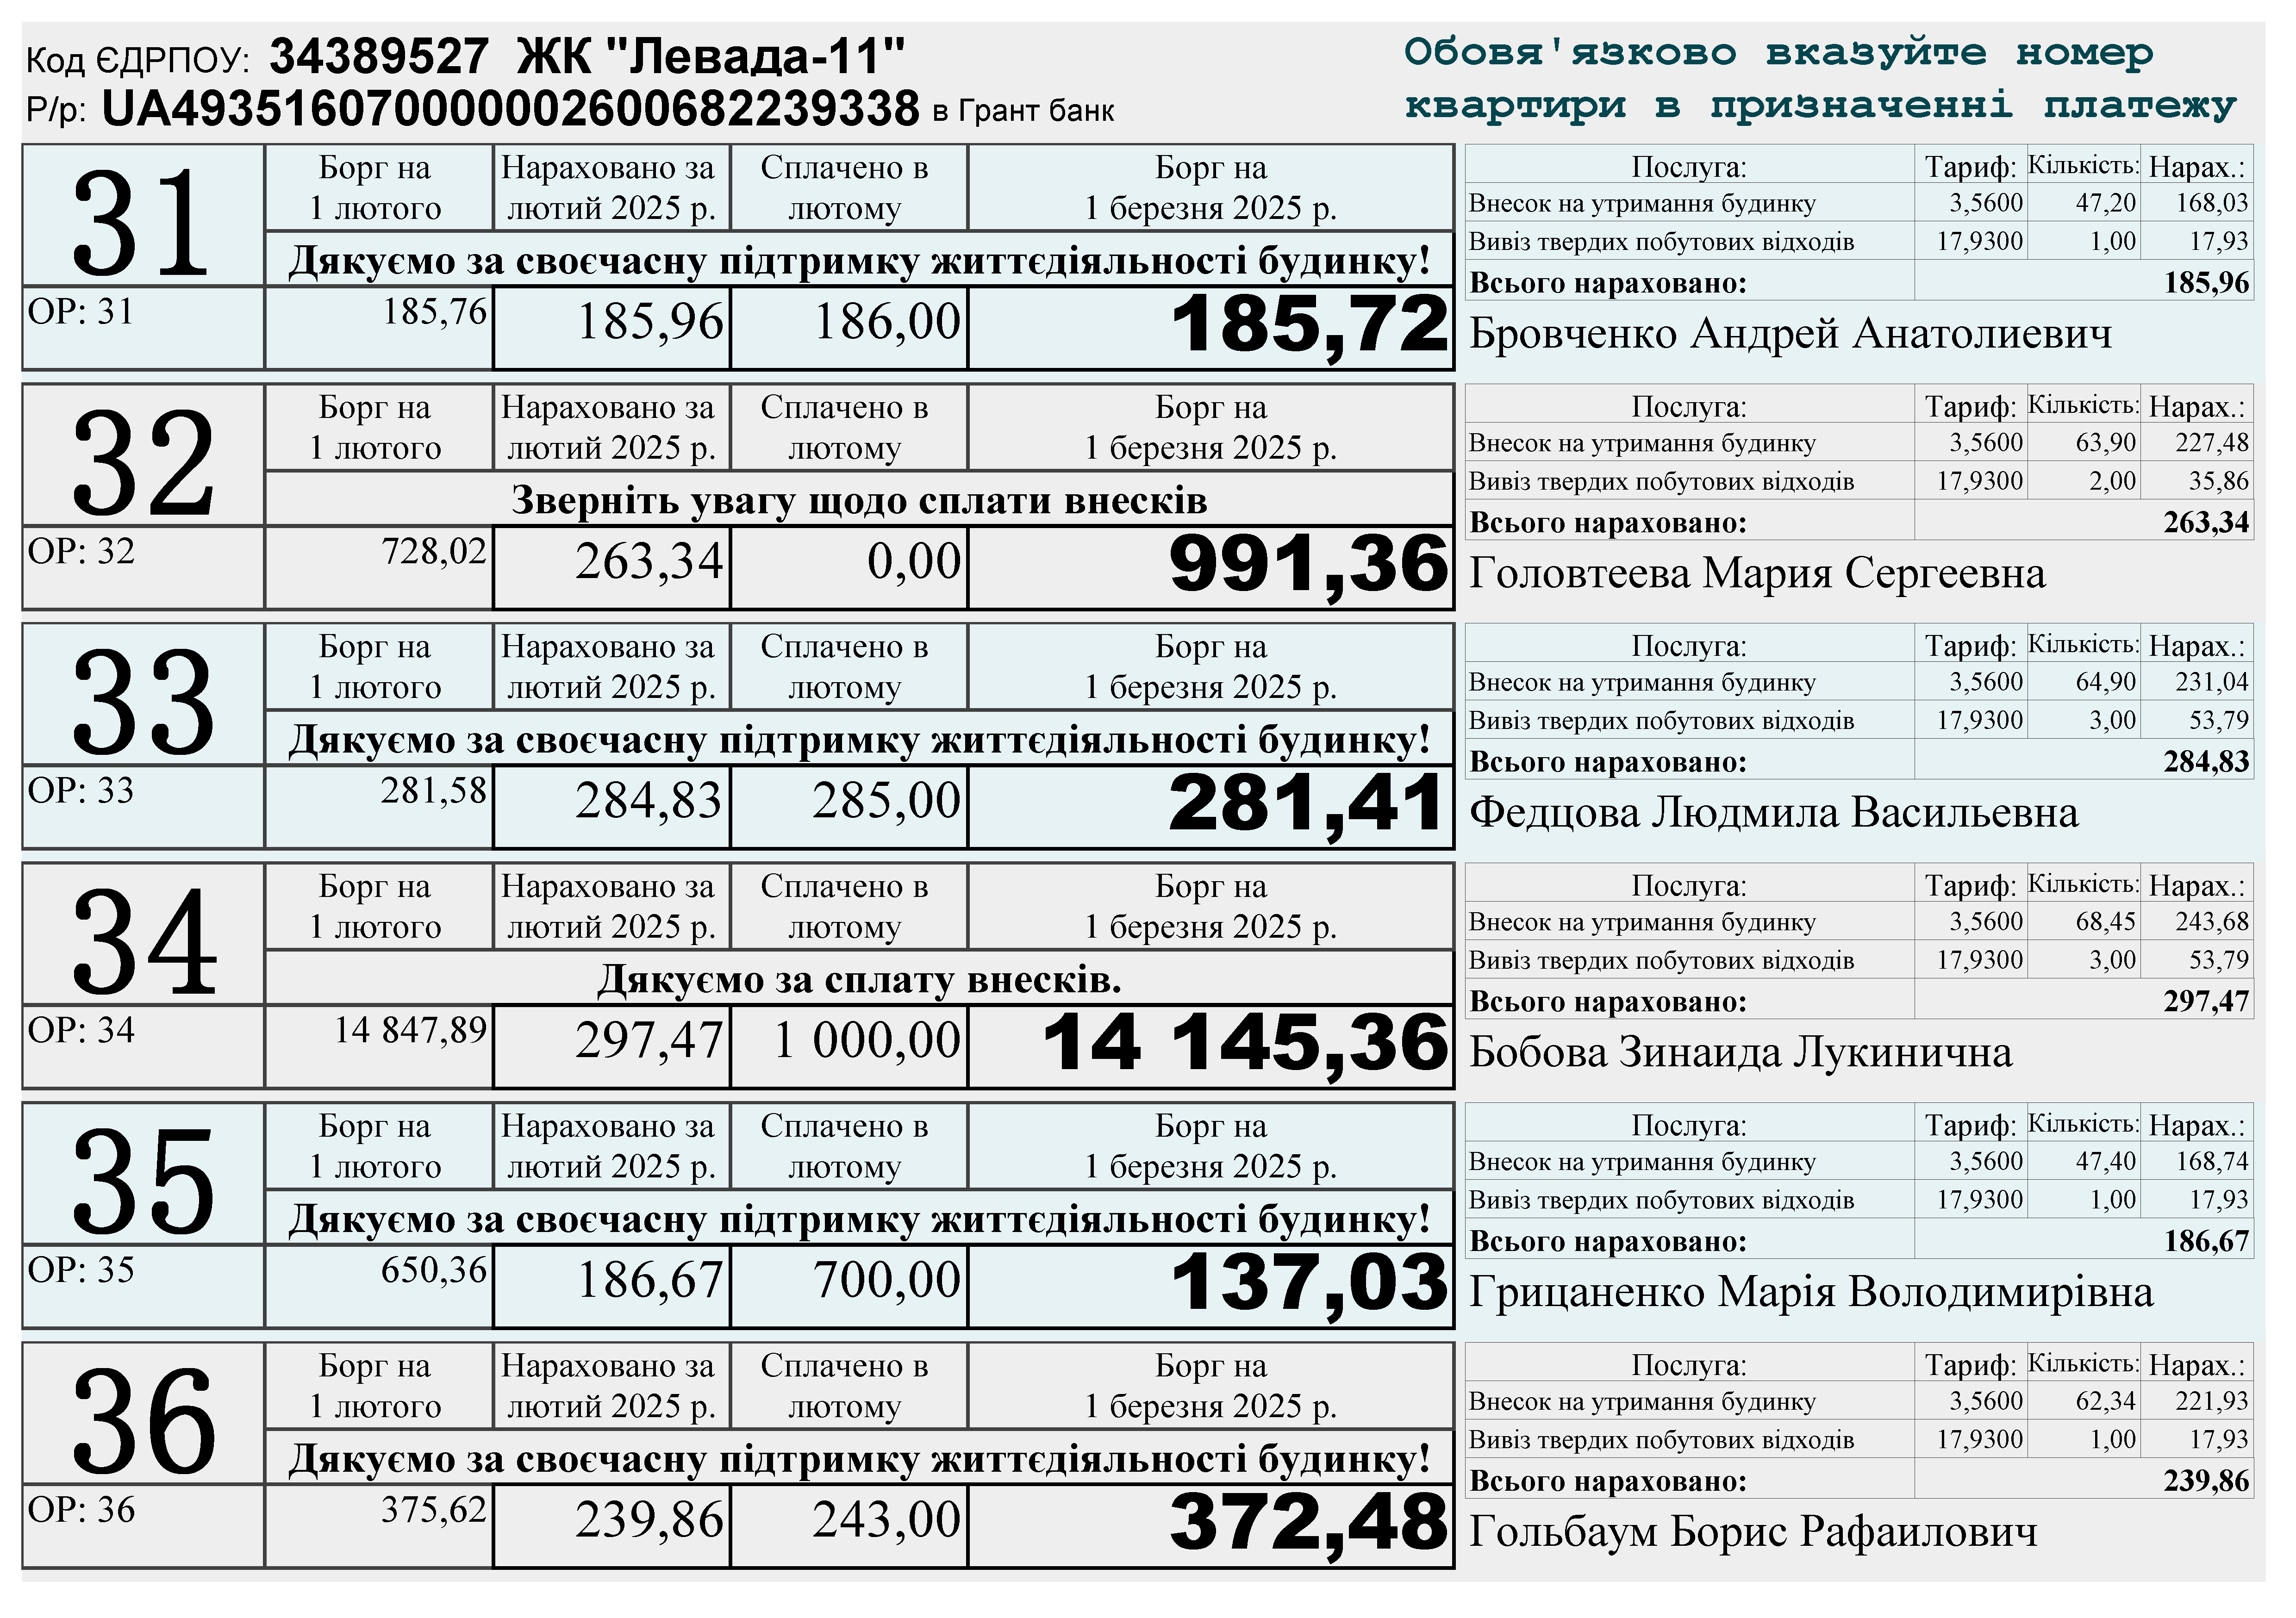 Код ЄДРПОУ: 34389527 ЖК "Левада-11"
Р/р: UA493516070000002600682239338 в Грант банк
Обовя'язково вказуйте номер
квартири в призначенні платежу
31
Борг на 1 лютого Нараховано за лютий 2025 р. Сплачено в лютому Борг на 1 березня 2025 р.
Дякуємо за своєчасну підтримку життєдіяльності будинку!
ОР: 31 185,76 185,96 186,00 185,72
Послуга: Тариф: Кількість: Нарах.:
Внесок на утримання будинку 3,5600 47,20 168,03
Вивіз твердих побутових відходів 17,9300 1,00 17,93
Всього нараховано: 185,96
Бровченко Андрей Анатолиевич
32
Борг на 1 лютого Нараховано за лютий 2025 р. Сплачено в лютому Борг на 1 березня 2025 р.
Зверніть увагу щодо сплати внесків
ОР: 32 728,02 263,34 0,00 991,36
Послуга: Тариф: Кількість: Нарах.:
Внесок на утримання будинку 3,5600 63,90 227,48
Вивіз твердих побутових відходів 17,9300 2,00 35,86
Всього нараховано: 263,34
Головтеева Мария Сергеевна
33
Борг на 1 лютого Нараховано за лютий 2025 р. Сплачено в лютому Борг на 1 березня 2025 р.
Дякуємо за своєчасну підтримку життєдіяльності будинку!
ОР: 33 281,58 284,83 285,00 281,41
Послуга: Тариф: Кількість: Нарах.:
Внесок на утримання будинку 3,5600 64,90 231,04
Вивіз твердих побутових відходів 17,9300 3,00 53,79
Всього нараховано: 284,83
Федцова Людмила Васильевна
34
Борг на 1 лютого Нараховано за лютий 2025 р. Сплачено в лютому Борг на 1 березня 2025 р.
Дякуємо за сплату внесків.
ОР: 34 14 847,89 297,47 1 000,00 14 145,36
Послуга: Тариф: Кількість: Нарах.:
Внесок на утримання будинку 3,5600 68,45 243,68
Вивіз твердих побутових відходів 17,9300 3,00 53,79
Всього нараховано: 297,47
Бобова Зинаида Лукинична
35
Борг на 1 лютого Нараховано за лютий 2025 р. Сплачено в лютому Борг на 1 березня 2025 р.
Дякуємо за своєчасну підтримку життєдіяльності будинку!
ОР: 35 650,36 186,67 700,00 137,03
Послуга: Тариф: Кількість: Нарах.:
Внесок на утримання будинку 3,5600 47,40 168,74
Вивіз твердих побутових відходів 17,9300 1,00 17,93
Всього нараховано: 186,67
Грицаненко Марія Володимирівна
36
Борг на 1 лютого Нараховано за лютий 2025 р. Сплачено в лютому Борг на 1 березня 2025 р.
Дякуємо за своєчасну підтримку життєдіяльності будинку!
ОР: 36 375,62 239,86 243,00 372,48
Послуга: Тариф: Кількість: Нарах.:
Внесок на утримання будинку 3,5600 62,34 221,93
Вивіз твердих побутових відходів 17,9300 1,00 17,93
Всього нараховано: 239,86
Гольбаум Борис Рафаилович